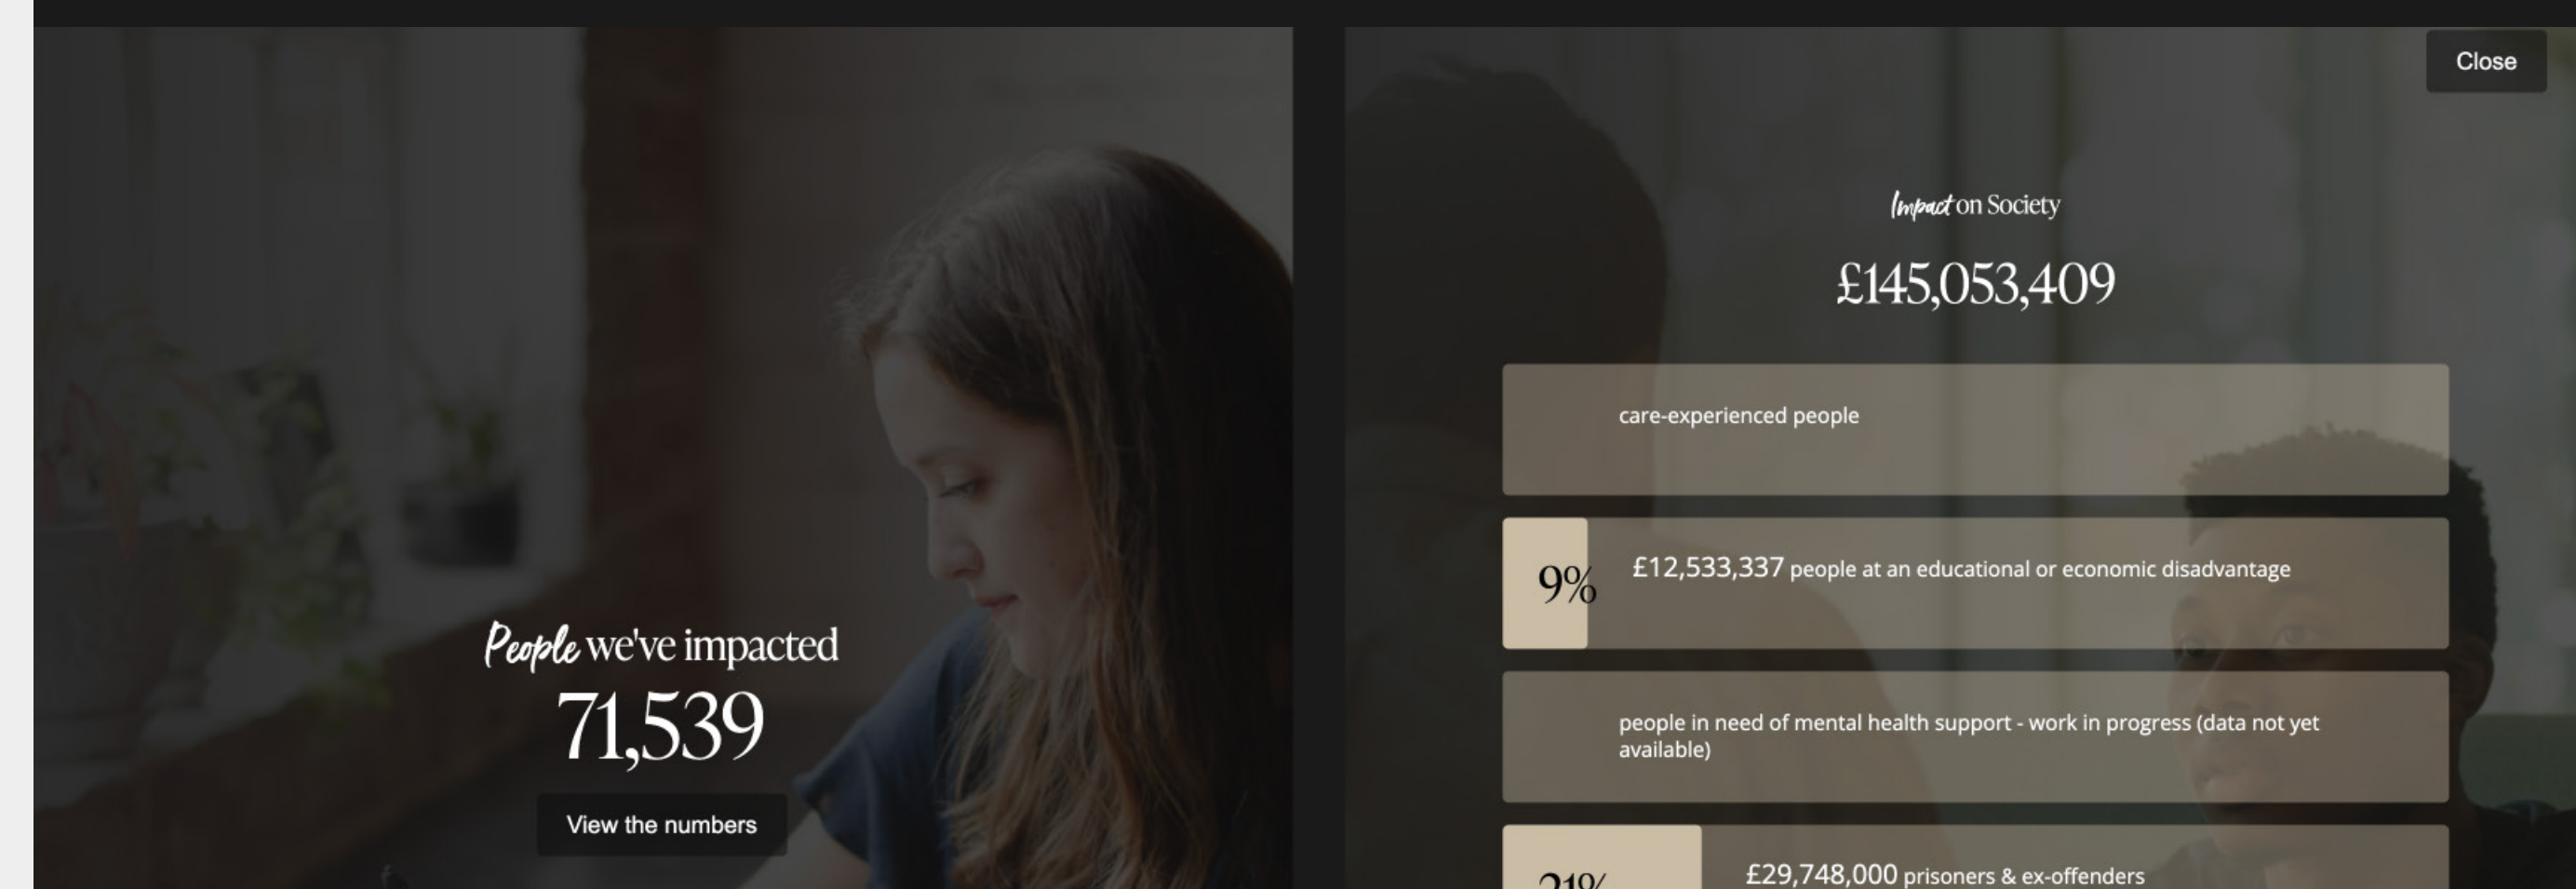 People we've impacted
71,539
View the numbers
Close
Impact on Society
£145,053,409
care-experienced people
9% £12,533,337 people at an educational or economic disadvantage
people in need of mental health support - work in progress (data not yet
available)
21% £29,748,000 prisoners & ex-offenders